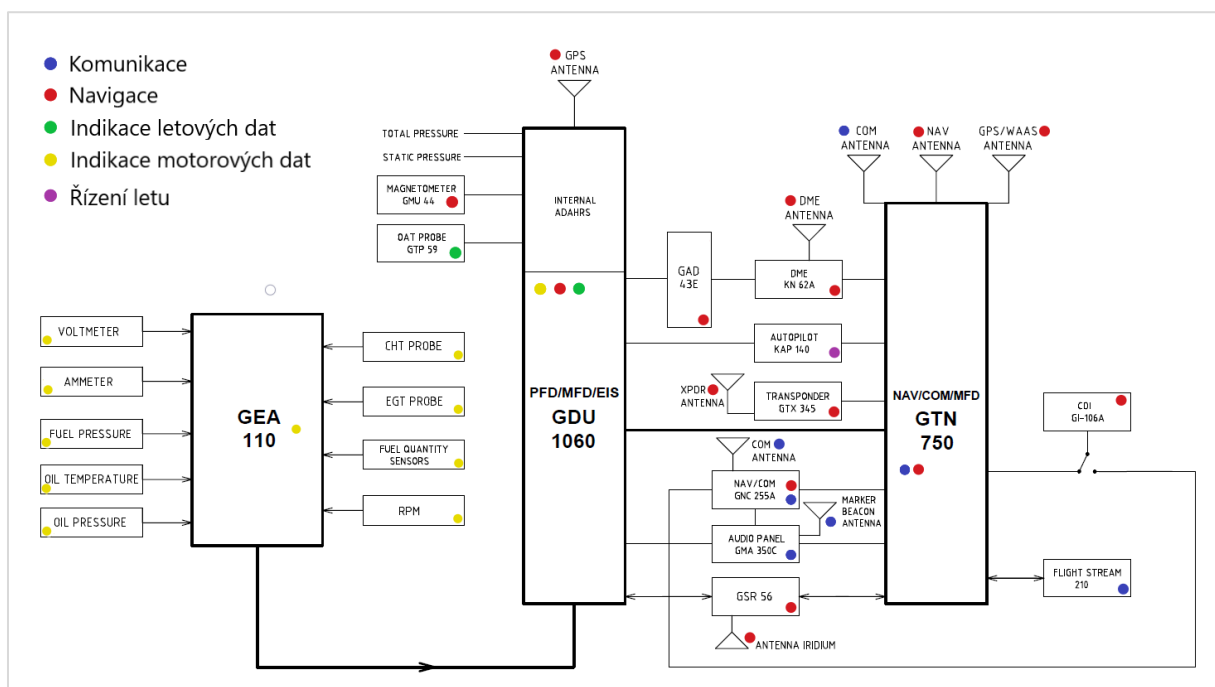 Komunikace
Navigace
Indikace letových dat
Indikace motorových dat
Řízení letu
GPS
ANTENNA
TOTAL PRESSURE
STATIC PRESSURE
MAGNETOMETER
GMU 44
OAT PROBE
GTP 59
INTERNAL
ADAHRS
PFD/MFD/EIS
GDU
1060
VOLTMETER
AMMETER
FUEL PRESSURE
OIL TEMPERATURE
OIL PRESSURE
GEA
110
CHT PROBE
EGT PROBE
FUEL QUANTITY
SENSORS
RPM
GAD
43E
DME
ANTENNA
DME
KN 62A
AUTOPILOT
KAP 140
XPDR
ANTENNA
TRANSPONDER
GTX 345
COM
ANTENNA
NAV/COM
GNC 255A
MARKER
BEACON
ANTENNA
AUDIO PANEL
GMA 350C
GSR 56
ANTENNA IRIDIUM
COM
ANTENNA
NAV
ANTENNA
GPS/WAAS
ANTENNA
NAV/COM/MFD
GTN
750
CDI
GI-106A
FLIGHT STREAM
210